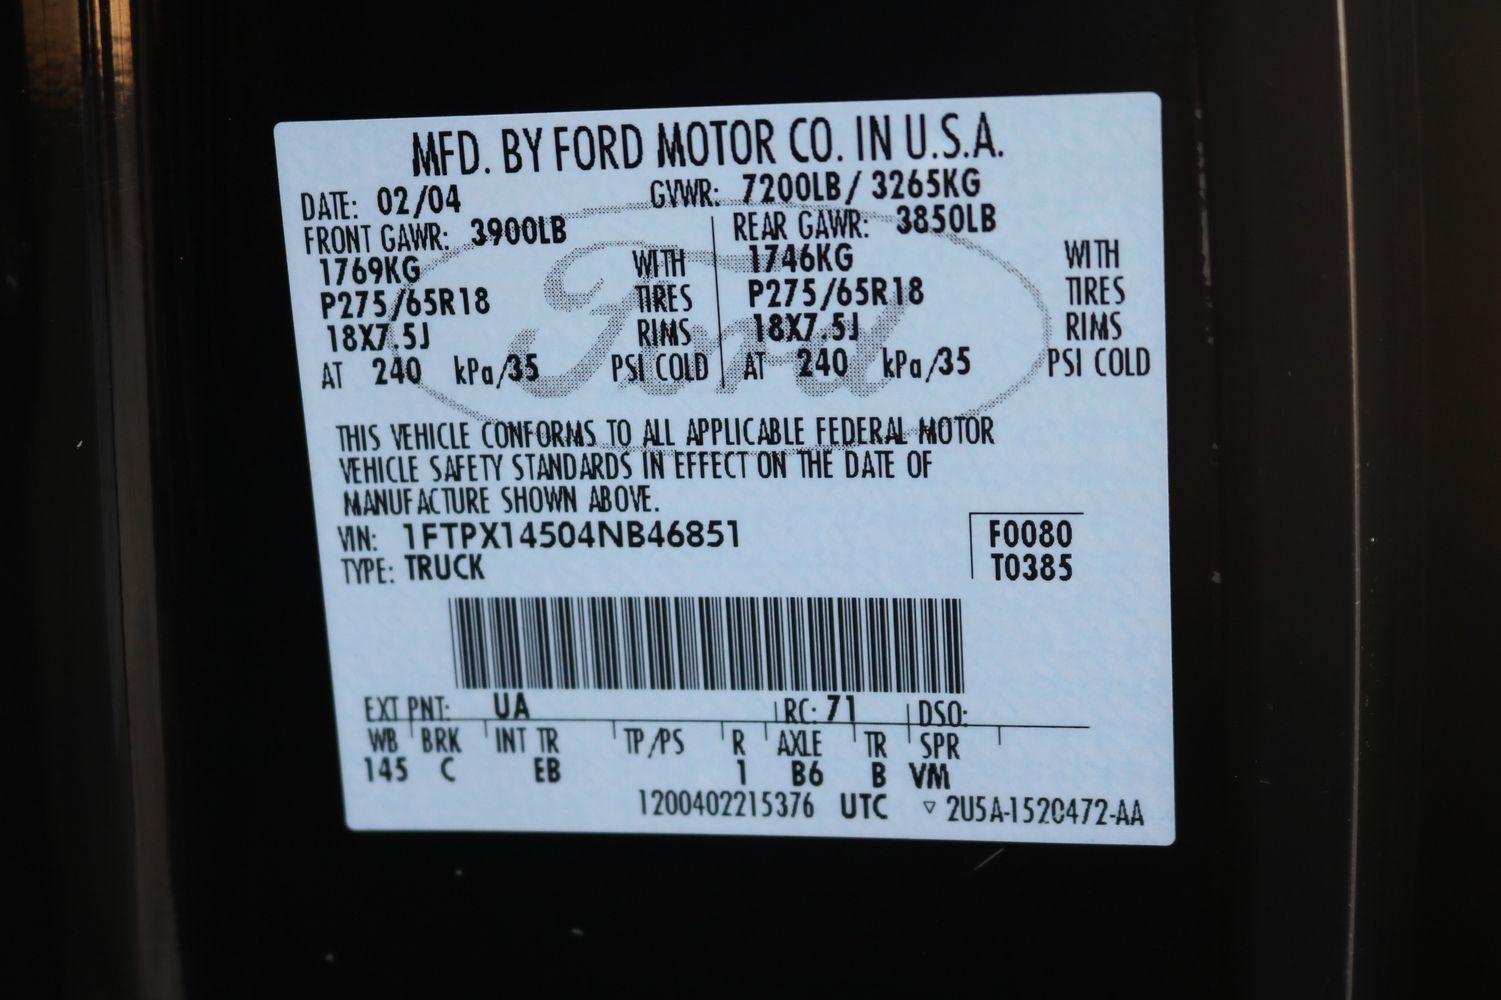 MFD. BY FORD MOTOR CO. IN U.S.A.
DATE: 02/04 GVWR: 7200LB/ 3265KG
FRONT GAWR: 3900LB REAR GAWR: 3850LB
1769KG WITH 1746KG WITH
P275/65R18 TIRES P275/65R18 TIRES
18X7.5J RIMS 18X7.5J RIMS
AT 240 kPa/35 PSI COLD AT 240 kPa/35 PSI COLD
Ford
THIS VEHICLE CONFORMS TO ALL APPLICABLE FEDERAL MOTOR
VEHICLE SAFETY STANDARDS IN EFFECT ON THE DATE OF
MANUFACTURE SHOWN ABOVE.
VIN: 1FTPX14504NB46851 F0080
TYPE: TRUCK T0385
EXT PNT: UA RC: 71 DSO:
WB BRK INT TR TP/PS R AXLE TR SPR
145 C EB 1 B6 B VM
1200402215376 UTC ▽ 2U5A-1520472-AA